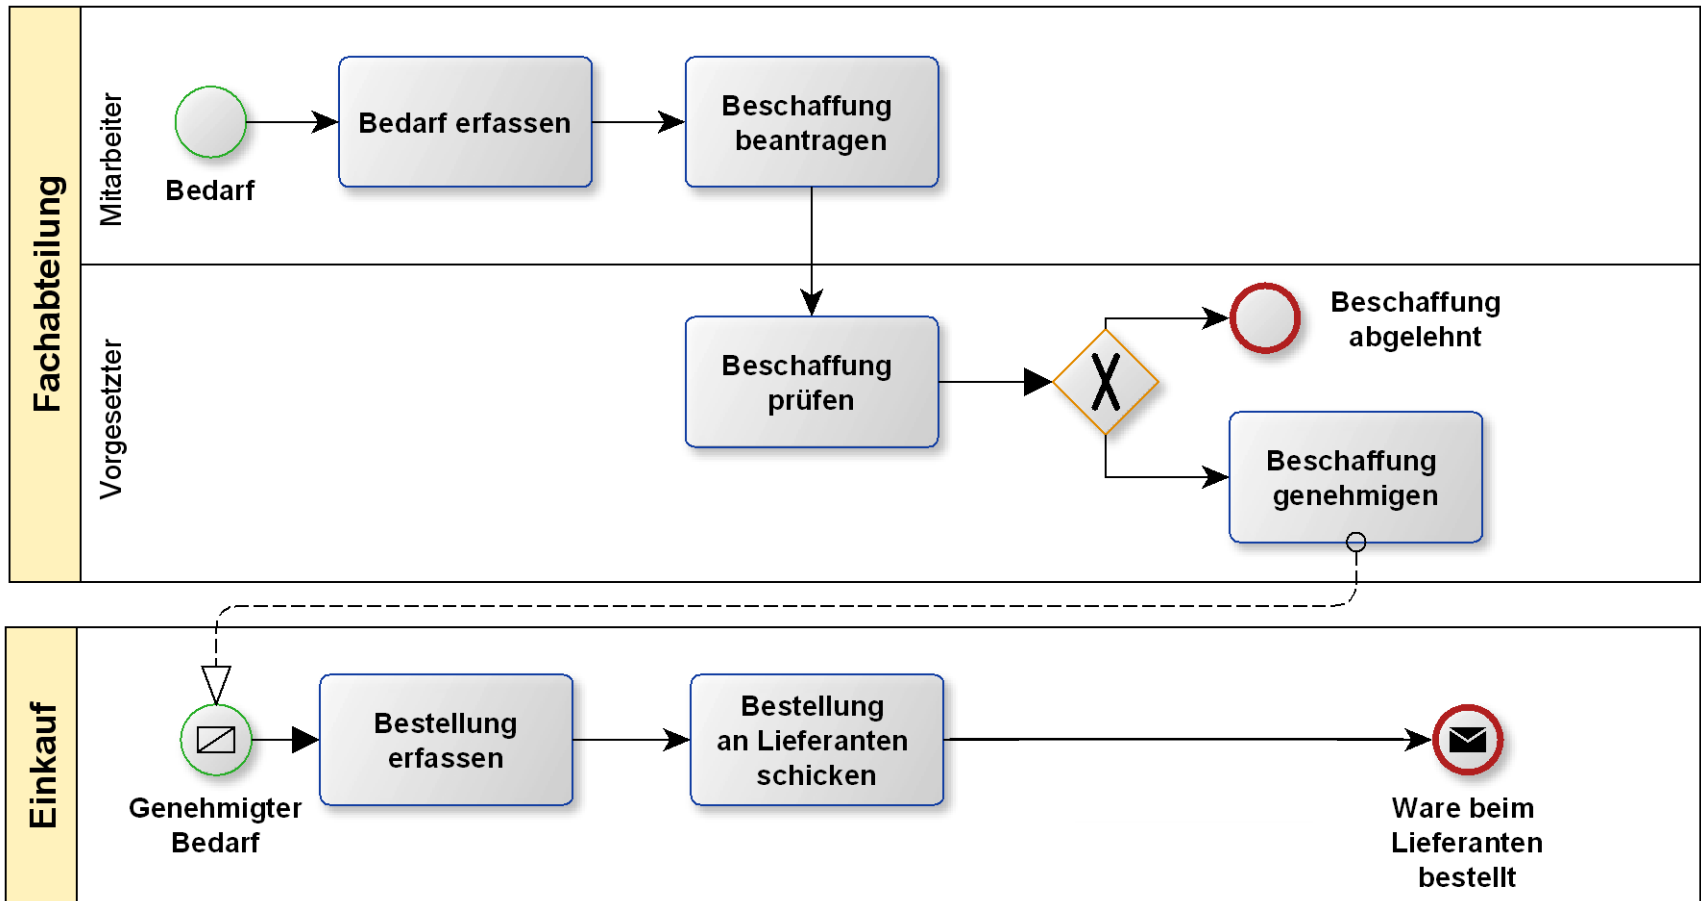 Fachabteilung
Mitarbeiter
Bedarf
Bedarf erfassen
Beschaffung
beantragen
Vorgesetzter
Beschaffung
prüfen
X
Beschaffung
abgelehnt
Beschaffung
genehmigen
Einkauf
Genehmigter
Bedarf
Bestellung
erfassen
Bestellung
an Lieferanten
schicken
Ware beim
Lieferanten
bestellt